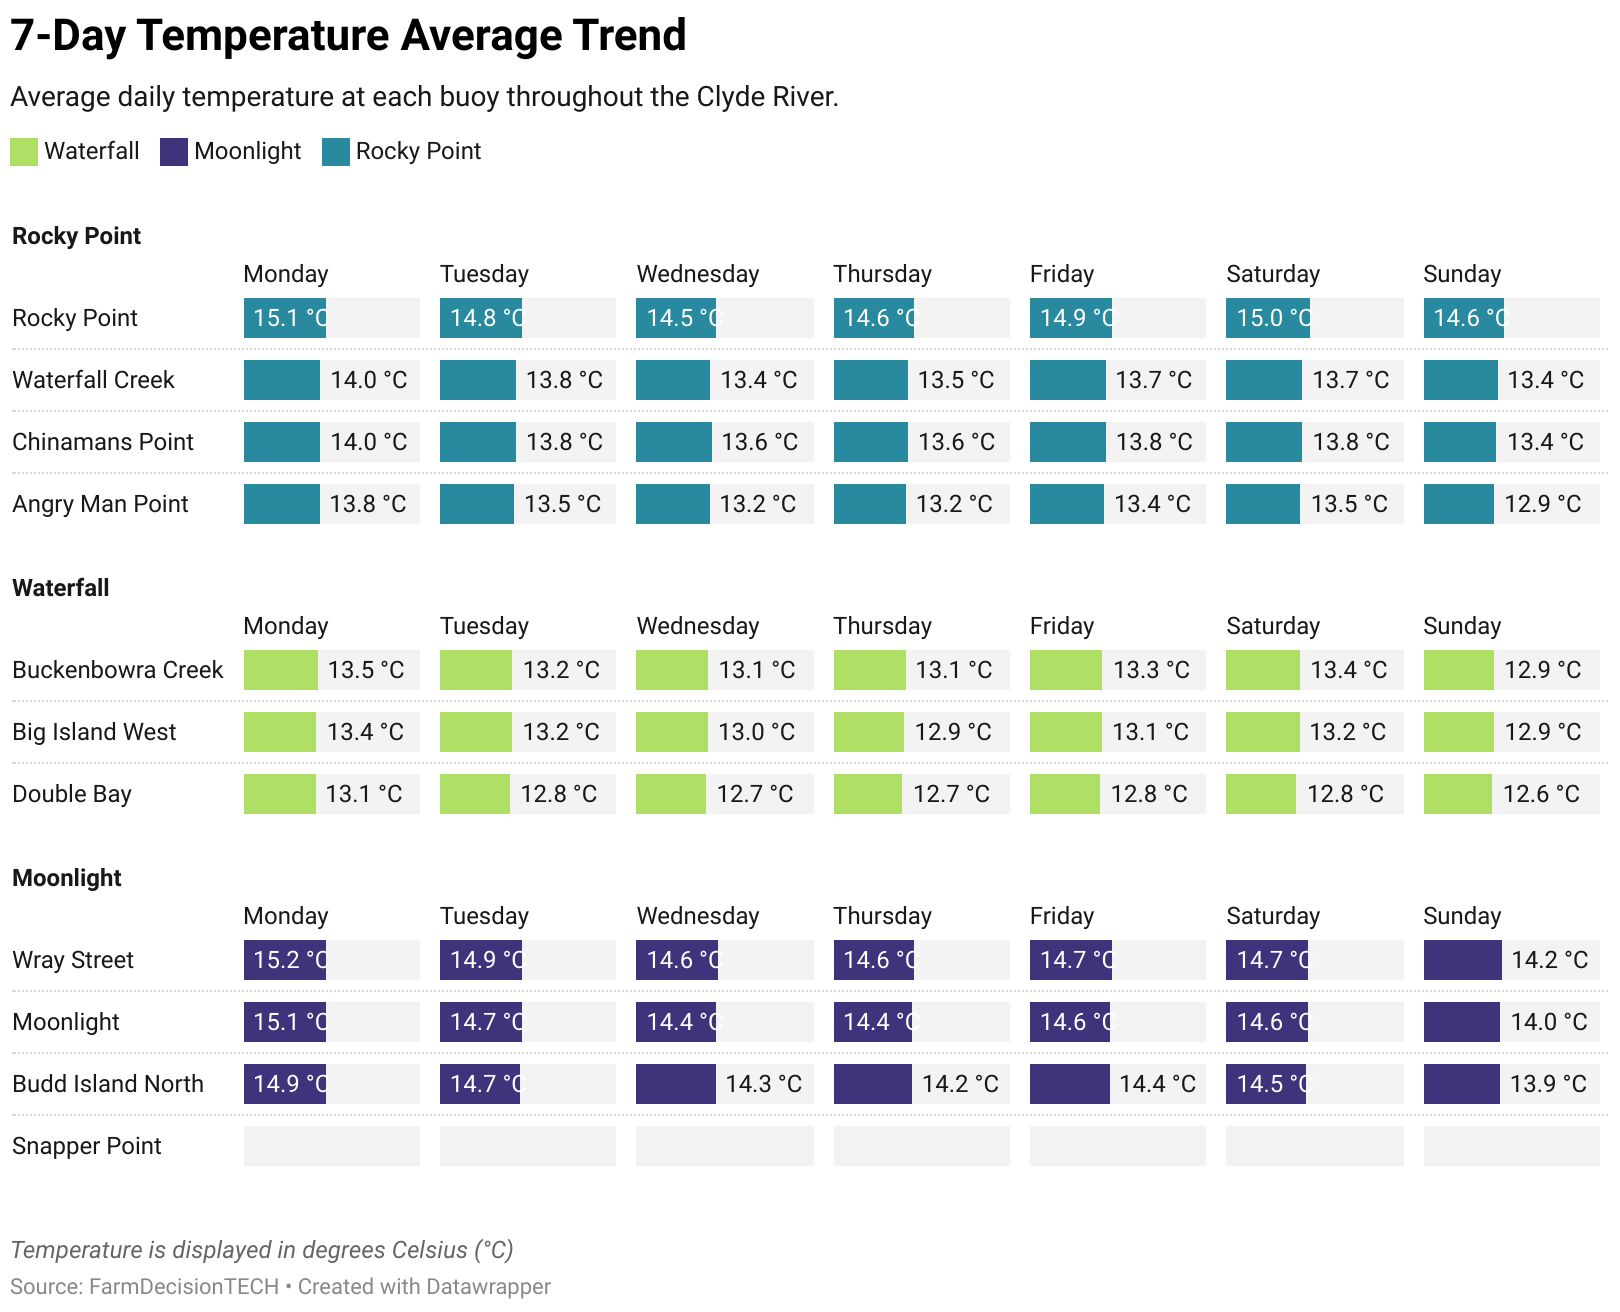 7-Day Temperature Average Trend
Average daily temperature at each buoy throughout the Clyde River.
Waterfall Moonlight Rocky Point
Rocky Point
Monday Tuesday Wednesday Thursday Friday Saturday Sunday
Rocky Point 15.1 °C 14.8 °C 14.5 °C 14.6 °C 14.9 °C 15.0 °C 14.6 °C
Waterfall Creek 14.0 °C 13.8 °C 13.4 °C 13.5 °C 13.7 °C 13.7 °C 13.4 °C
Chinamans Point 14.0 °C 13.8 °C 13.6 °C 13.6 °C 13.8 °C 13.8 °C 13.4 °C
Angry Man Point 13.8 °C 13.5 °C 13.2 °C 13.2 °C 13.4 °C 13.5 °C 12.9 °C
Waterfall
Monday Tuesday Wednesday Thursday Friday Saturday Sunday
Buckenbowra Creek 13.5 °C 13.2 °C 13.1 °C 13.1 °C 13.3 °C 13.4 °C 12.9 °C
Big Island West 13.4 °C 13.2 °C 13.0 °C 12.9 °C 13.1 °C 13.2 °C 12.9 °C
Double Bay 13.1 °C 12.8 °C 12.7 °C 12.7 °C 12.8 °C 12.8 °C 12.6 °C
Moonlight
Monday Tuesday Wednesday Thursday Friday Saturday Sunday
Wray Street 15.2 °C 14.9 °C 14.6 °C 14.6 °C 14.7 °C 14.7 °C 14.2 °C
Moonlight 15.1 °C 14.7 °C 14.4 °C 14.4 °C 14.6 °C 14.6 °C 14.0 °C
Budd Island North 14.9 °C 14.7 °C 14.3 °C 14.2 °C 14.4 °C 14.5 °C 13.9 °C
Snapper Point
Temperature is displayed in degrees Celsius (°C)
Source: FarmDecisionTECH • Created with Datawrapper